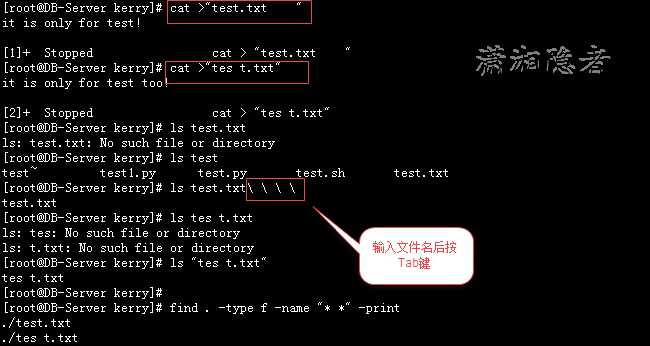 [root@DB-Server kerry]# cat >"test.txt    "
it is only for test!
[1]+  Stopped                 cat > "test.txt    "
[root@DB-Server kerry]# cat >"tes t.txt"
it is only for test too!
[2]+  Stopped                 cat > "tes t.txt"
[root@DB-Server kerry]# ls test.txt
ls: test.txt: No such file or directory
[root@DB-Server kerry]# ls test
test~      test1.py     test.py      test.sh      test.txt
[root@DB-Server kerry]# ls test.txt\ \ \ \
test.txt
[root@DB-Server kerry]# ls tes t.txt
ls: tes: No such file or directory
ls: t.txt: No such file or directory
[root@DB-Server kerry]# ls "tes t.txt"
tes t.txt
[root@DB-Server kerry]#
[root@DB-Server kerry]# find . -type f -name "* *" -print
./test.txt
./tes t.txt
潇湘隐者
输入文件名后按
Tab键